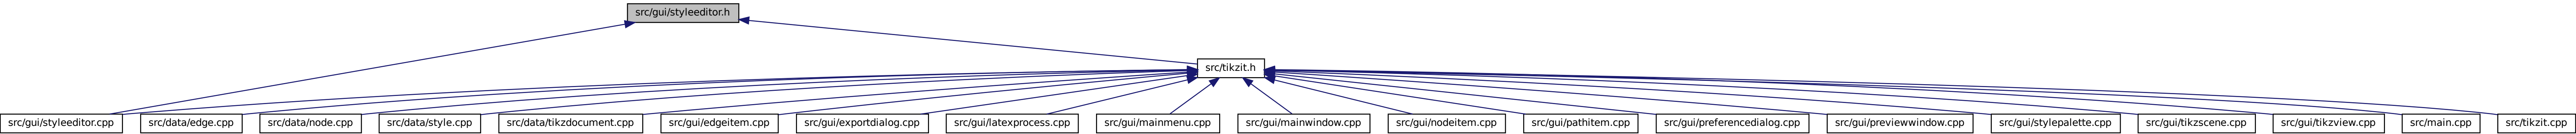 src/gui/styleeditor.h
src/tikzit.h
src/gui/styleeditor.cpp
src/data/edge.cpp
src/data/node.cpp
src/data/style.cpp
src/data/tikzdocument.cpp
src/gui/edgeitem.cpp
src/gui/exportdialog.cpp
src/gui/latexprocess.cpp
src/gui/mainmenu.cpp
src/gui/mainwindow.cpp
src/gui/nodeitem.cpp
src/gui/pathitem.cpp
src/gui/preferencedialog.cpp
src/gui/previewwindow.cpp
src/gui/stylepalette.cpp
src/gui/tikzscene.cpp
src/gui/tikzview.cpp
src/main.cpp
src/tikzit.cpp